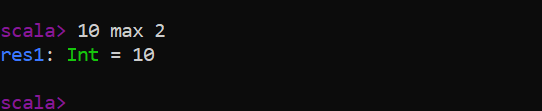 scala> 10 max 2
res1: Int = 10
scala>